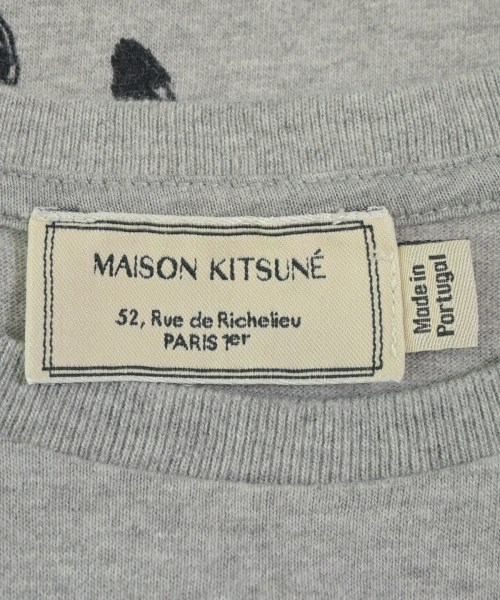 MAISON KITSUNÉ
52, Rue de Richelieu
PARIS 1er
Made in
Portugal